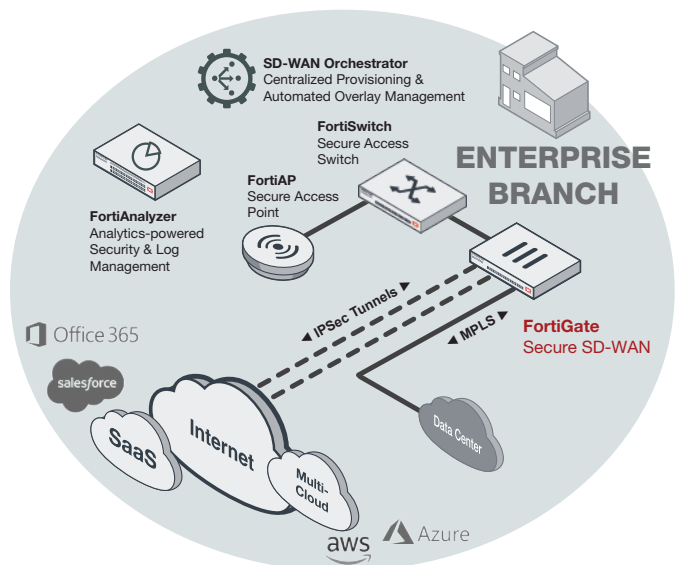 SD-WAN Orchestrator
Centralized Provisioning &
Automated Overlay Management
FortiSwitch
Secure Access
Switch
ENTERPRISE
BRANCH
FortiAP
Secure Access
Point
FortiAnalyzer
Analytics-powered
Security & Log
Management
IPSec Tunnels
MPLS
FortiGate
Secure SD-WAN
Office 365
salesforce
SaaS
Internet
Multi-
Cloud
Data Center
aws
Azure